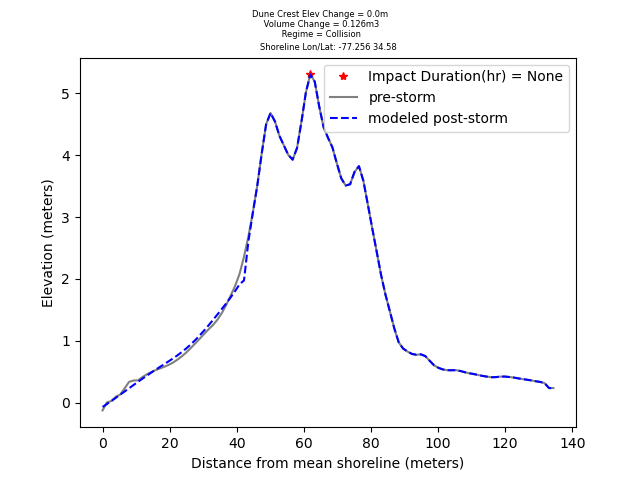 Dune Crest Elev Change = 0.0m
Volume Change = 0.126m3
Regime = Collision
Shoreline Lon/Lat: -77.256 34.58
Impact Duration(hr) = None
pre-storm
modeled post-storm
Elevation (meters)
5
4
3
2
1
0
0 20 40 60 80 100 120 140
Distance from mean shoreline (meters)